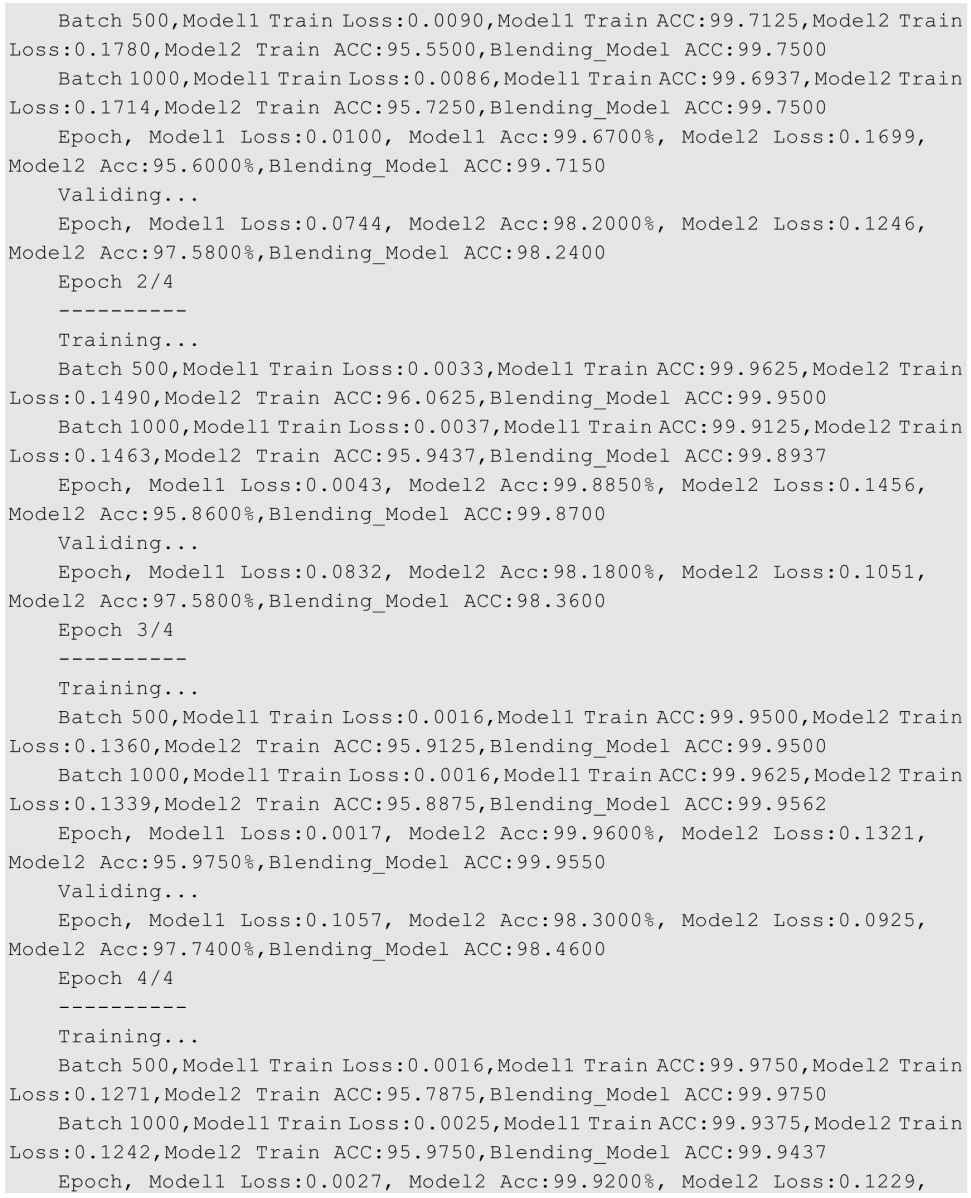 Batch 500,Model1 Train Loss:0.0090,Model1 Train ACC:99.7125,Model2 Train
Loss:0.1780,Model2 Train ACC:95.5500,Blending_Model ACC:99.7500
Batch 1000,Model1 Train Loss:0.0086,Model1 Train ACC:99.6937,Model2 Train
Loss:0.1714,Model2 Train ACC:95.7250,Blending_Model ACC:99.7500
Epoch, Model1 Loss:0.0100, Model1 Acc:99.6700%, Model2 Loss:0.1699,
Model2 Acc:95.6000%,Blending_Model ACC:99.7150
Validing...
Epoch, Model1 Loss:0.0744, Model2 Acc:98.2000%, Model2 Loss:0.1246,
Model2 Acc:97.5800%,Blending_Model ACC:98.2400
Epoch 2/4
----------
Training...
Batch 500,Model1 Train Loss:0.0033,Model1 Train ACC:99.9625,Model2 Train
Loss:0.1490,Model2 Train ACC:96.0625,Blending_Model ACC:99.9500
Batch 1000,Model1 Train Loss:0.0037,Model1 Train ACC:99.9125,Model2 Train
Loss:0.1463,Model2 Train ACC:95.9437,Blending_Model ACC:99.8937
Epoch, Model1 Loss:0.0043, Model2 Acc:99.8850%, Model2 Loss:0.1456,
Model2 Acc:95.8600%,Blending_Model ACC:99.8700
Validing...
Epoch, Model1 Loss:0.0832, Model2 Acc:98.1800%, Model2 Loss:0.1051,
Model2 Acc:97.5800%,Blending_Model ACC:98.3600
Epoch 3/4
----------
Training...
Batch 500,Model1 Train Loss:0.0016,Model1 Train ACC:99.9500,Model2 Train
Loss:0.1360,Model2 Train ACC:95.9125,Blending_Model ACC:99.9500
Batch 1000,Model1 Train Loss:0.0016,Model1 Train ACC:99.9625,Model2 Train
Loss:0.1339,Model2 Train ACC:95.8875,Blending_Model ACC:99.9562
Epoch, Model1 Loss:0.0017, Model2 Acc:99.9600%, Model2 Loss:0.1321,
Model2 Acc:95.9750%,Blending_Model ACC:99.9550
Validing...
Epoch, Model1 Loss:0.1057, Model2 Acc:98.3000%, Model2 Loss:0.0925,
Model2 Acc:97.7400%,Blending_Model ACC:98.4600
Epoch 4/4
----------
Training...
Batch 500,Model1 Train Loss:0.0016,Model1 Train ACC:99.9750,Model2 Train
Loss:0.1271,Model2 Train ACC:95.7875,Blending_Model ACC:99.9750
Batch 1000,Model1 Train Loss:0.0025,Model1 Train ACC:99.9375,Model2 Train
Loss:0.1242,Model2 Train ACC:95.9750,Blending_Model ACC:99.9437
Epoch, Model1 Loss:0.0027, Model2 Acc:99.9200%, Model2 Loss:0.1229,